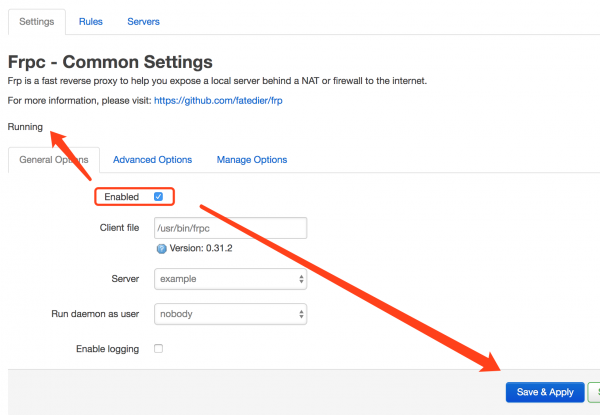 Settings Rules Servers
Frpc - Common Settings
Frp is a fast reverse proxy to help you expose a local server behind a NAT or firewall to the internet.
For more information, please visit: https://github.com/fatedier/frp
Running
General Options Advanced Options Manage Options
Enabled
Client file /usr/bin/frpc
Version: 0.31.2
Server example
Run daemon as user nobody
Enable logging
Save & Apply